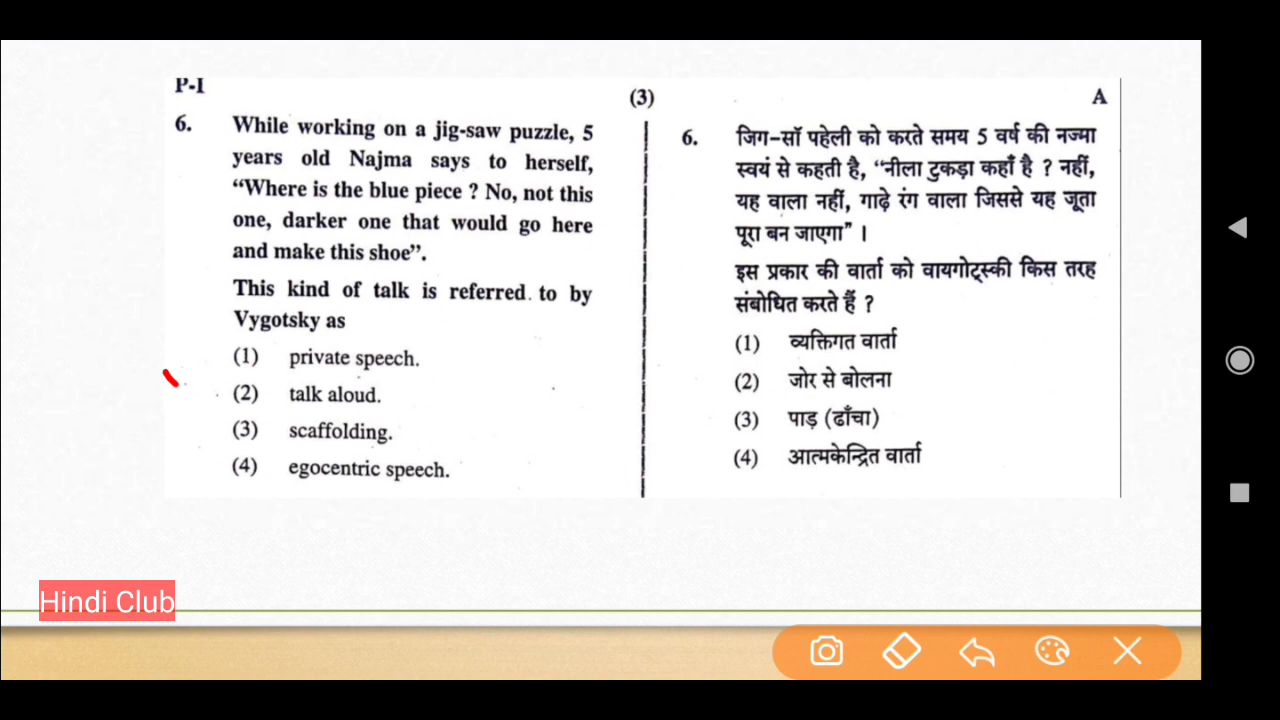 P-I
(3)
A
6.
While working on a jig-saw puzzle, 5
years old Najma says to herself,
“Where is the blue piece ? No, not this
one, darker one that would go here
and make this shoe”.
This kind of talk is referred to by
Vygotsky as
(1) private speech.
(2) talk aloud.
(3) scaffolding.
(4) egocentric speech.
6.
जिग-सॉ पहेली को करते समय 5 वर्ष की नज्मा
स्वयं से कहती है, “नीला टुकड़ा कहाँ है ? नहीं,
यह वाला नहीं, गाढ़े रंग वाला जिससे यह जूता
पूरा बन जाएगा” ।
इस प्रकार की वार्ता को वायगोट्स्की किस तरह
संबोधित करते हैं ?
(1) व्यक्तिगत वार्ता
(2) जोर से बोलना
(3) पाड़ (ढाँचा)
(4) आत्मकेन्द्रित वार्ता
Hindi Club